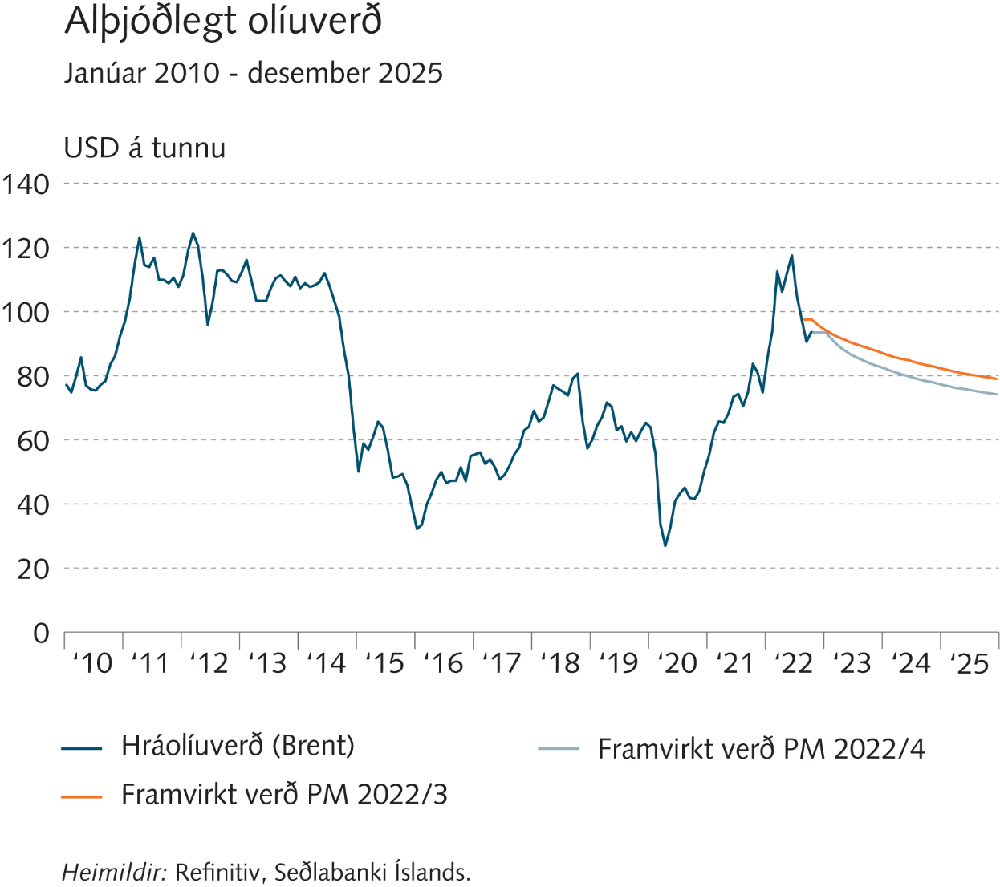 Alþjóðlegt olíuverð
Janúar 2010 - desember 2025
USD á tunnu
140
120
100
80
60
40
20
0
‘10 ‘11 ‘12 ‘13 ‘14 ‘15 ‘16 ‘17 ‘18 ‘19 ‘20 ‘21 ‘22 ‘23 ‘24 ‘25
Hráolíuverð (Brent)
Framvirkt verð PM 2022/4
Framvirkt verð PM 2022/3
Heimildir: Refinitiv, Seðlabanki Íslands.